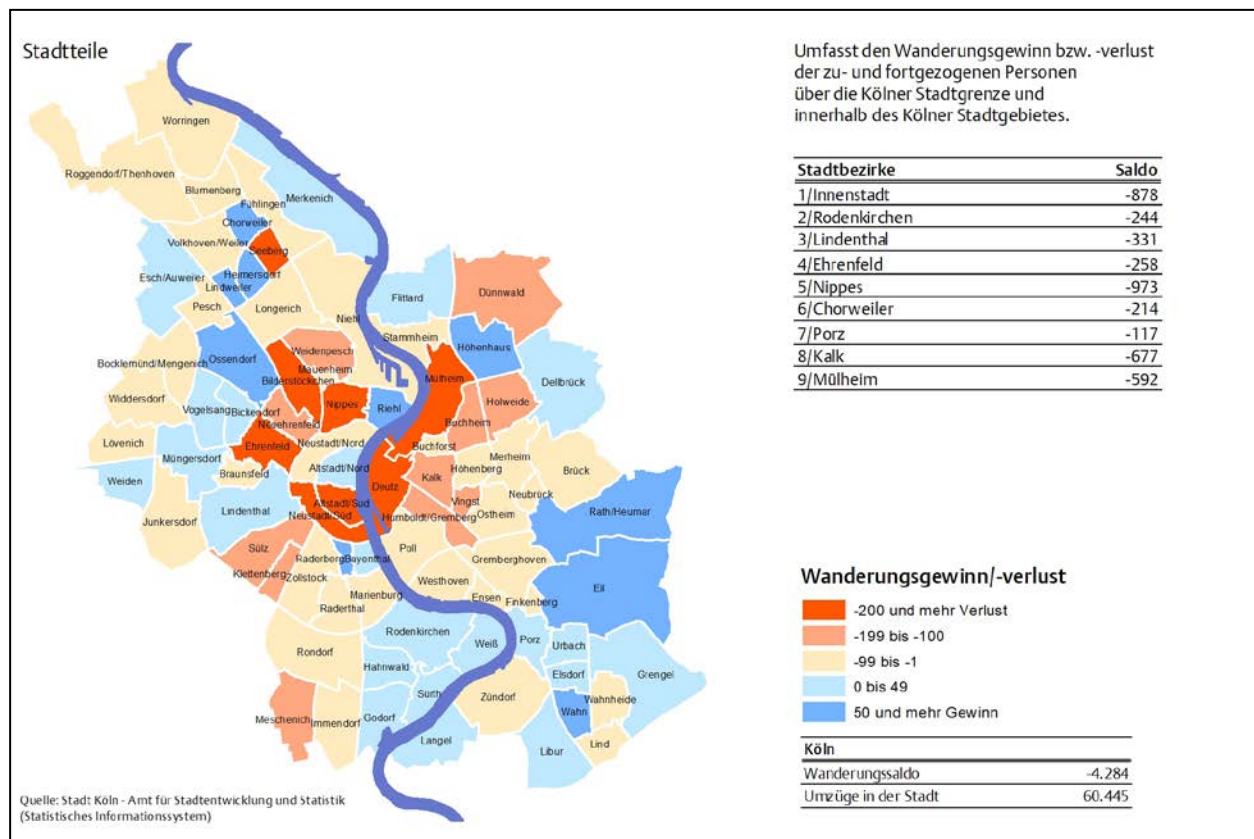 Stadtteile
Umfasst den Wanderungsgewinn bzw. -verlust
der zu- und fortgezogenen Personen
über die Kölner Stadtgrenze und
innerhalb des Kölner Stadtgebietes.
Stadtbezirke Saldo
1/Innenstadt -878
2/Rodenkirchen -244
3/Lindenthal -331
4/Ehrenfeld -258
5/Nippes -973
6/Chorweiler -214
7/Porz -117
8/Kalk -677
9/Mülheim -592
Worringen
Roggendorf/Thenhoven
Blumenberg
Merkenich
Fühlingen
Chorweiler
Volkhoven/Weiler
Seeberg
Esch/Auweiler
Heimersdorf
Lindweiler
Pesch
Longerich
Niehl
Flittard
Dünnwald
Stammheim
Höhenhaus
Weidenpesch
Ossendorf
Bocklemünd/Mengenich
Mauenheim
Bilderstöckchen
Mülheim
Dellbrück
Widdersdorf
Vogelsang
Bickendorf
Nippes
Riehl
Holweide
Neuehrenfeld
Buchheim
Lövenich
Ehrenfeld
Neustadt/Nord
Buchforst
Müngersdorf
Altstadt/Nord
Merheim
Weiden
Braunsfeld
Höhenberg
Brück
Kalk
Deutz
Neubrück
Lindenthal
Altstadt/Süd
Vingst
Neustadt/Süd
Ostheim
Rath/Heumar
Junkersdorf
Humboldt/Gremberg
Sülz
Raderberg
Bayenthal
Poll
Klettenberg
Zollstock
Gremberghoven
Westhoven
Marienburg
Raderthal
Ensen
Finkenberg
Eil
Rodenkirchen
Rondorf
Weiß
Porz
Urbach
Hahnwald
Elsdorf
Grengel
Sürth
Zündorf
Wahnheide
Meschenich
Immendorf
Godorf
Wahn
Langel
Libur
Lind
Wanderungsgewinn/-verlust
-200 und mehr Verlust
-199 bis -100
-99 bis -1
0 bis 49
50 und mehr Gewinn
Köln
Wanderungssaldo -4.284
Umzüge in der Stadt 60.445
Quelle: Stadt Köln - Amt für Stadtentwicklung und Statistik
(Statistisches Informationssystem)